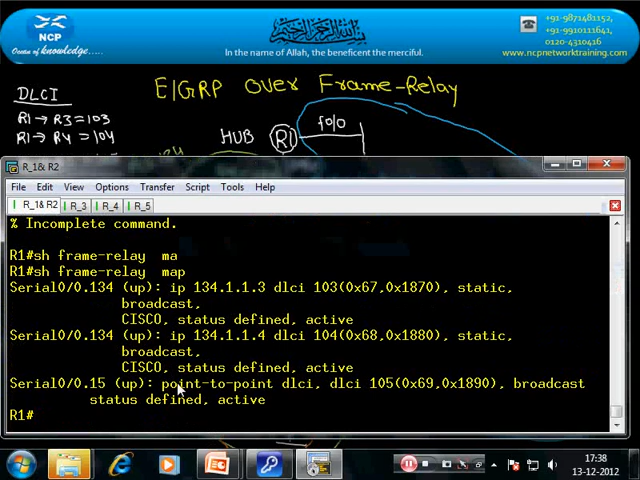 NCP
Ocean of knowledge.....
بسم الله الرحمن الرحيم
In the name of Allah, the beneficent the merciful.
+91-9871481152,
+91-9910111641,
0120-4310416
www.ncpnetworktraining.com
EIGRP over Frame-Relay
DLCI
R1 → R3 = 103
R1 → R4 = 104
HUB
R1
fo/o
R_1& R2
File Edit View Options Transfer Script Tools Help
R_1& R2 R_3 R_4 R_5
% Incomplete command.
R1#sh frame-relay  ma
R1#sh frame-relay  map
Serial0/0.134 (up): ip 134.1.1.3 dlci 103(0x67,0x1870), static,
broadcast,
CISCO, status defined, active
Serial0/0.134 (up): ip 134.1.1.4 dlci 104(0x68,0x1880), static,
broadcast,
CISCO, status defined, active
Serial0/0.15 (up): point-to-point dlci, dlci 105(0x69,0x1890), broadcast
status defined, active
R1#
17:38
13-12-2012